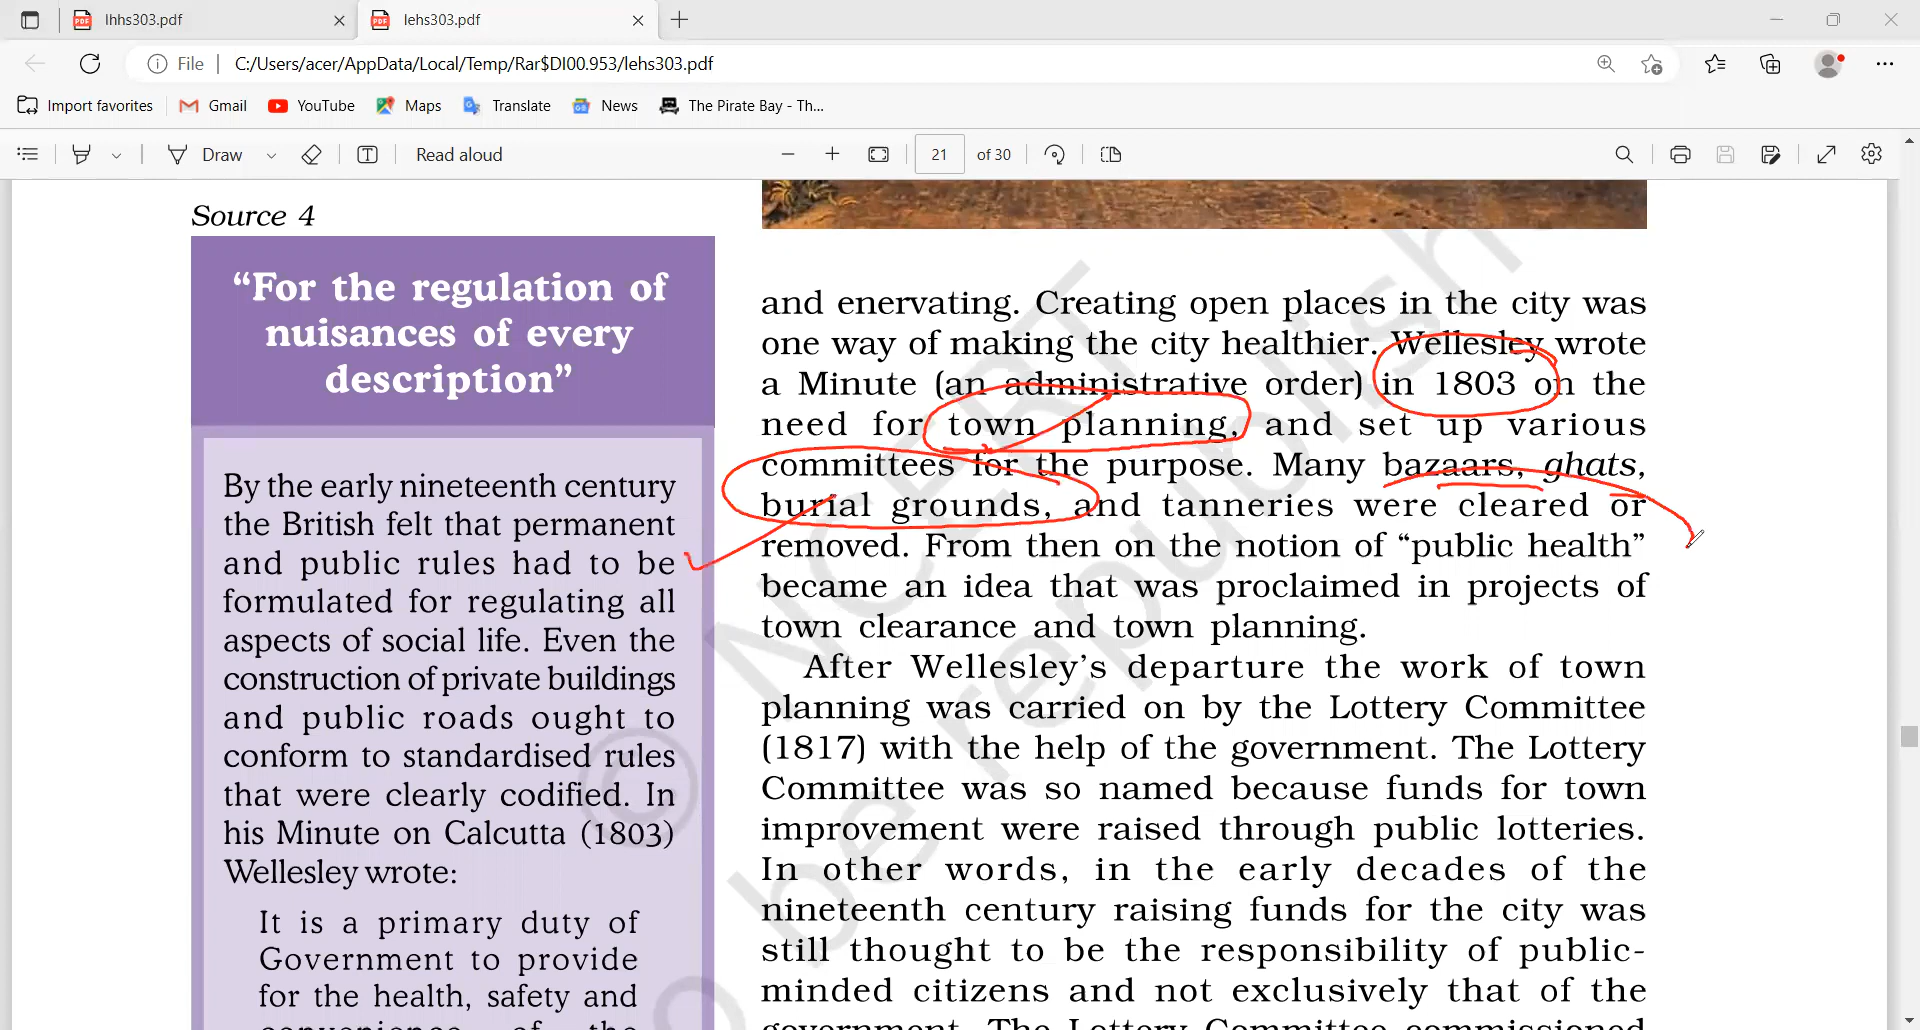 lhhs303.pdf
lehs303.pdf
File
C:/Users/acer/AppData/Local/Temp/Rar$DI00.953/lehs303.pdf
Import favorites
Gmail
YouTube
Maps
Translate
News
The Pirate Bay - Th...
Draw
Read aloud
21
of 30
Source 4
“For the regulation of
nuisances of every
description”
By the early nineteenth century
the British felt that permanent
and public rules had to be
formulated for regulating all
aspects of social life. Even the
construction of private buildings
and public roads ought to
conform to standardised rules
that were clearly codified. In
his Minute on Calcutta (1803)
Wellesley wrote:
It is a primary duty of
Government to provide
for the health, safety and
convenience of the
and enervating. Creating open places in the city was
one way of making the city healthier. Wellesley wrote
a Minute (an administrative order) in 1803 on the
need for town planning, and set up various
committees for the purpose. Many bazaars, ghats,
burial grounds, and tanneries were cleared or
removed. From then on the notion of “public health”
became an idea that was proclaimed in projects of
town clearance and town planning.
After Wellesley’s departure the work of town
planning was carried on by the Lottery Committee
(1817) with the help of the government. The Lottery
Committee was so named because funds for town
improvement were raised through public lotteries.
In other words, in the early decades of the
nineteenth century raising funds for the city was
still thought to be the responsibility of public-
minded citizens and not exclusively that of the
government. The Lottery Committee commissioned
© NCERT
be republish